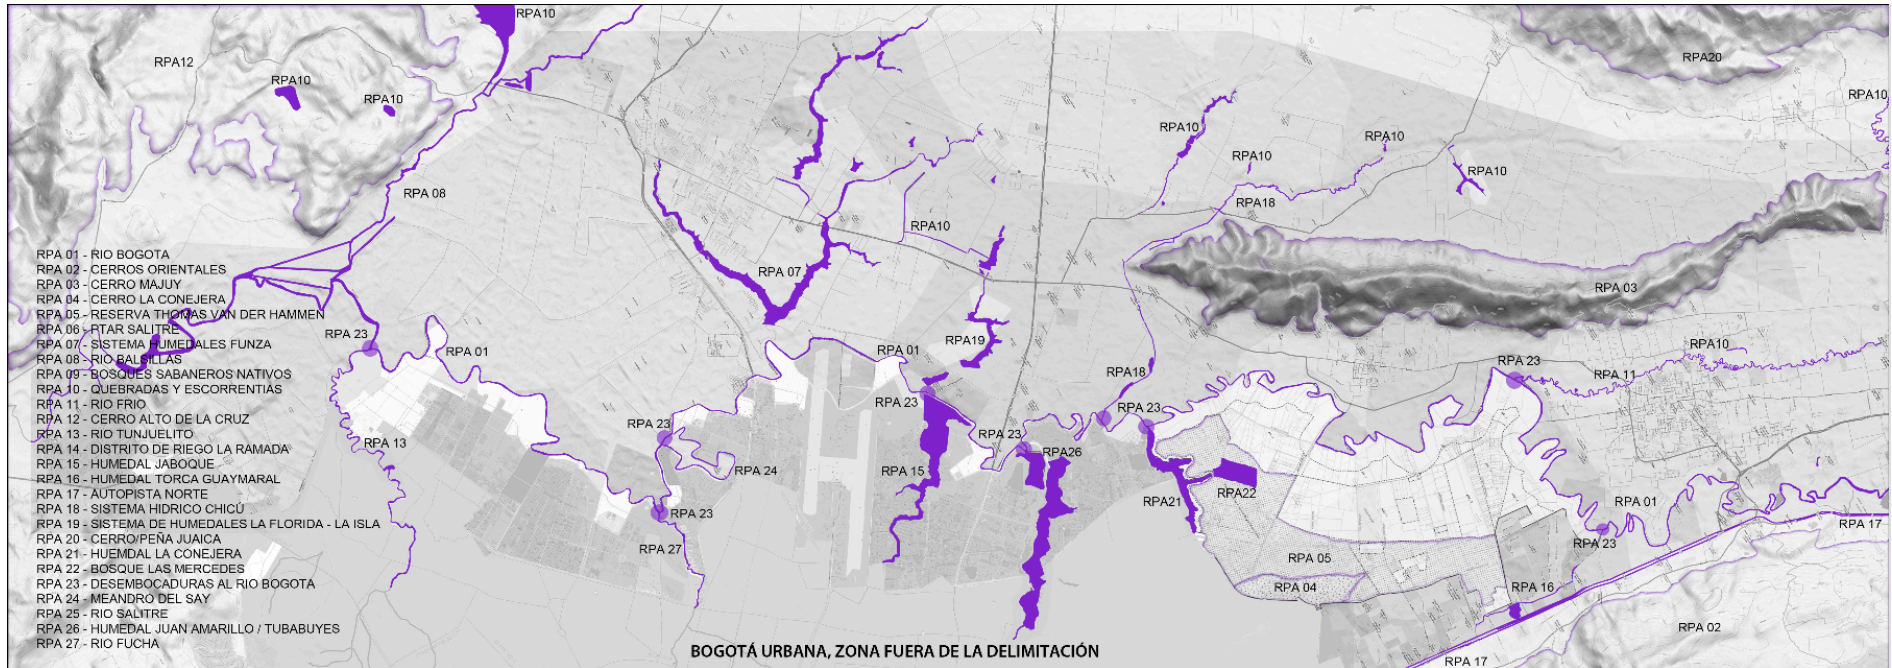 RPA10
RPA12
RPA20
RPA10
RPA10
RPA10
RPA10
RPA10
RPA10
RPA10
RPA 08
RPA18
RPA10
RPA 01 - RIO BOGOTA
RPA 02 - CERROS ORIENTALES
RPA 03 - CERRO MAJUY
RPA 04 - CERRO LA CONEJERA
RPA 05 - RESERVA THOMAS VAN DER HAMMEN
RPA 06 - PTAR SALITRE
RPA 07 - SISTEMA HUMEDALES FUNZA
RPA 08 - RIO BALSILLAS
RPA 09 - BOSQUES SABANEROS NATIVOS
RPA 10 - QUEBRADAS Y ESCORRENTIAS
RPA 11 - RIO FRIO
RPA 12 - CERRO ALTO DE LA CRUZ
RPA 13 - RIO TUNJUELITO
RPA 14 - DISTRITO DE RIEGO LA RAMADA
RPA 15 - HUMEDAL JABOQUE
RPA 16 - HUMEDAL TORCA GUAYMARAL
RPA 17 - AUTOPISTA NORTE
RPA 18 - SISTEMA HIDRICO CHICÚ
RPA 19 - SISTEMA DE HUMEDALES LA FLORIDA - LA ISLA
RPA 20 - CERRO/PEÑA JUAICA
RPA 21 - HUEMDAL LA CONEJERA
RPA 22 - BOSQUE LAS MERCEDES
RPA 23 - DESEMBOCADURAS AL RIO BOGOTA
RPA 24 - MEANDRO DEL SAY
RPA 25 - RIO SALITRE
RPA 26 - HUMEDAL JUAN AMARILLO / TUBABUYES
RPA 27 - RIO FUCHA
RPA 07
RPA 03
RPA 23
RPA 01
RPA 01
RPA19
RPA10
RPA 23
RPA 11
RPA18
RPA 23
RPA 23
RPA 23
RPA 13
RPA 24
RPA 15
RPA 23
RPA26
RPA21
RPA22
RPA 01
RPA 17
RPA 23
RPA 23
RPA 27
RPA 05
RPA 04
RPA 16
RPA 02
RPA 17
BOGOTÁ URBANA, ZONA FUERA DE LA DELIMITACIÓN